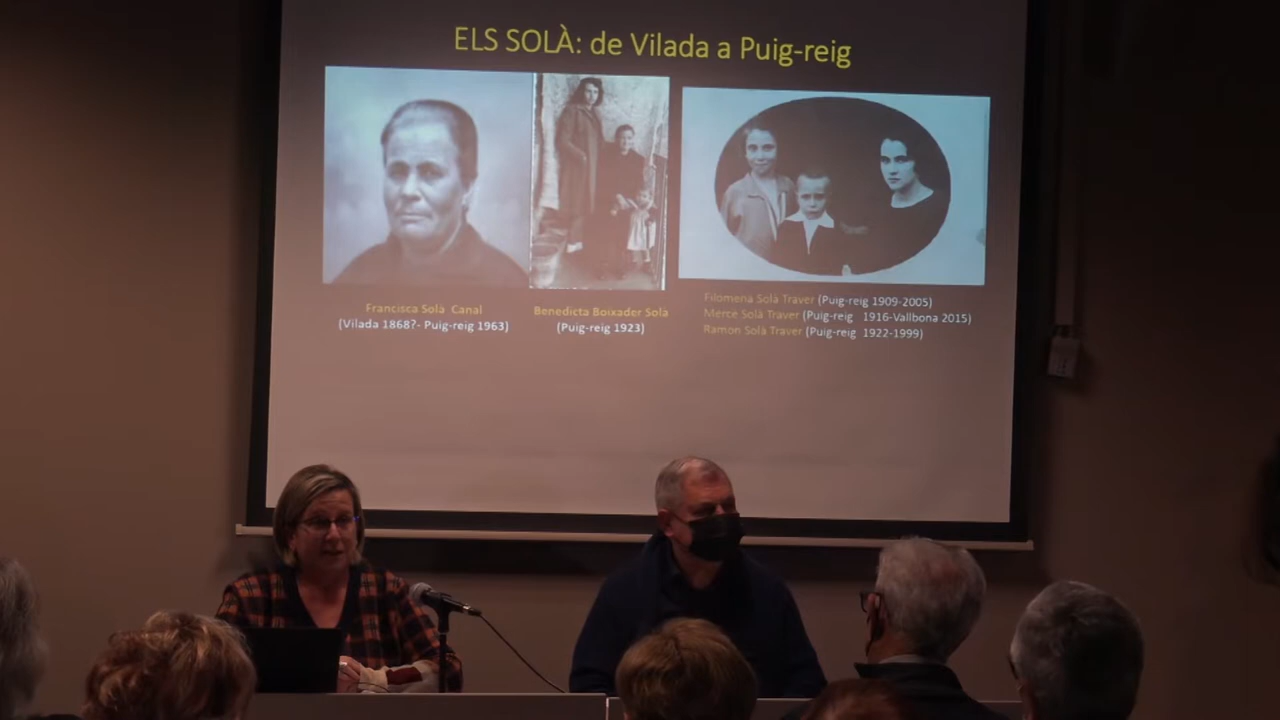 ELS SOLÀ: de Vilada a Puig-reig
Francisca Solà Canal
(Vilada 1868?- Puig-reig 1963)
Benedicta Boixader Sola
(Puig-reig 1923)
Filomena Solà Traver (Puig-reig 1909-2005)
Mercè Solà Traver (Puig-reig 1916-Vallbona 2015)
Ramon Solà Traver (Puig-reig 1922-1999)